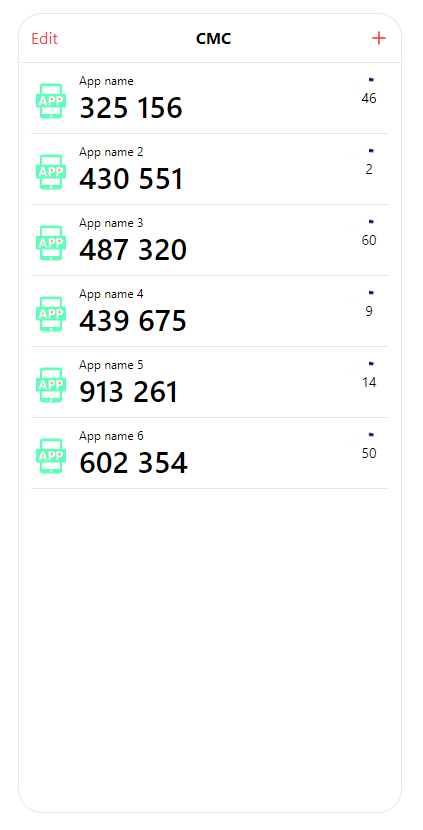 Edit CMC +
App name
APP 325 156 46
App name 2
APP 430 551 2
App name 3
APP 487 320 60
App name 4
APP 439 675 9
App name 5
APP 913 261 14
App name 6
APP 602 354 50